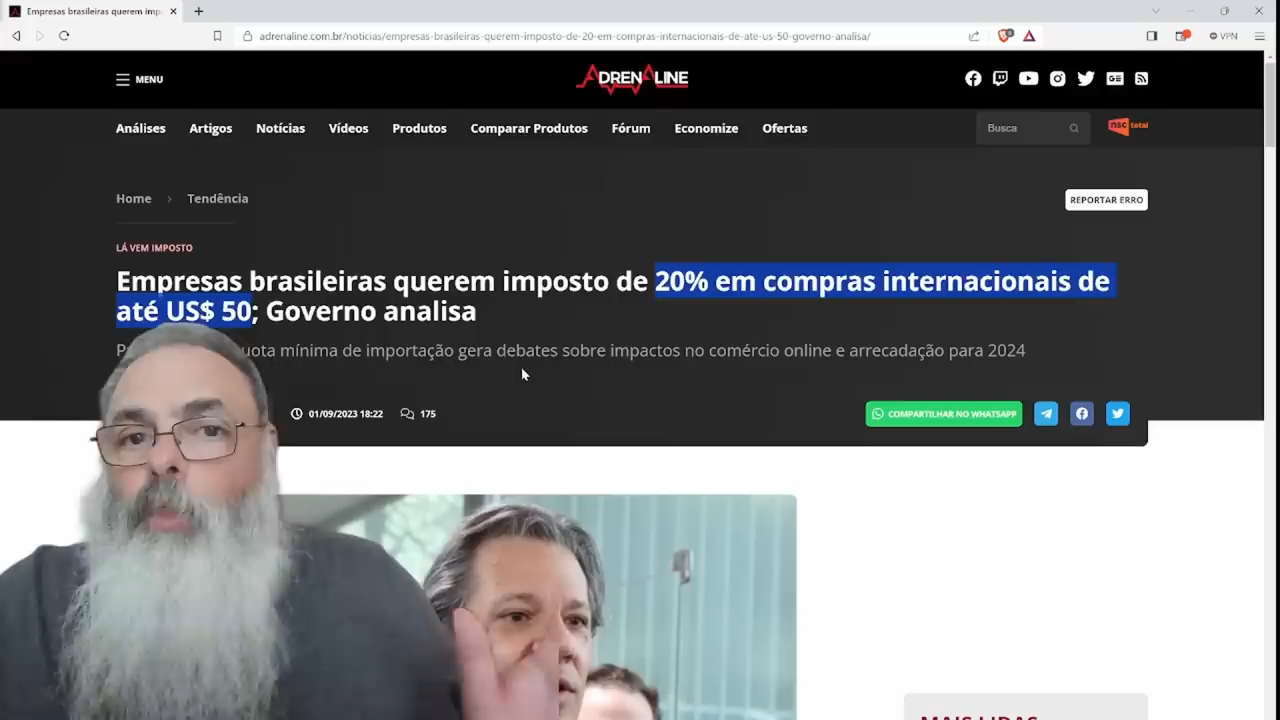 Empresas brasileiras querem imp
adrenaline.com.br/noticias/empresas-brasileiras-querem-imposto-de-20-em-compras-internacionais-de-ate-us-50-governo-analisa/
VPN
MENU
ADRENALINE
Análises Artigos Notícias Vídeos Produtos Comparar Produtos Fórum Economize Ofertas
Busca
nsc total
Home > Tendência
REPORTAR ERRO
LÁ VEM IMPOSTO
Empresas brasileiras querem imposto de 20% em compras internacionais de
até US$ 50; Governo analisa
uota mínima de importação gera debates sobre impactos no comércio online e arrecadação para 2024
01/09/2023 18:22 175
COMPARTILHAR NO WHATSAPP
MAIS LIDAS